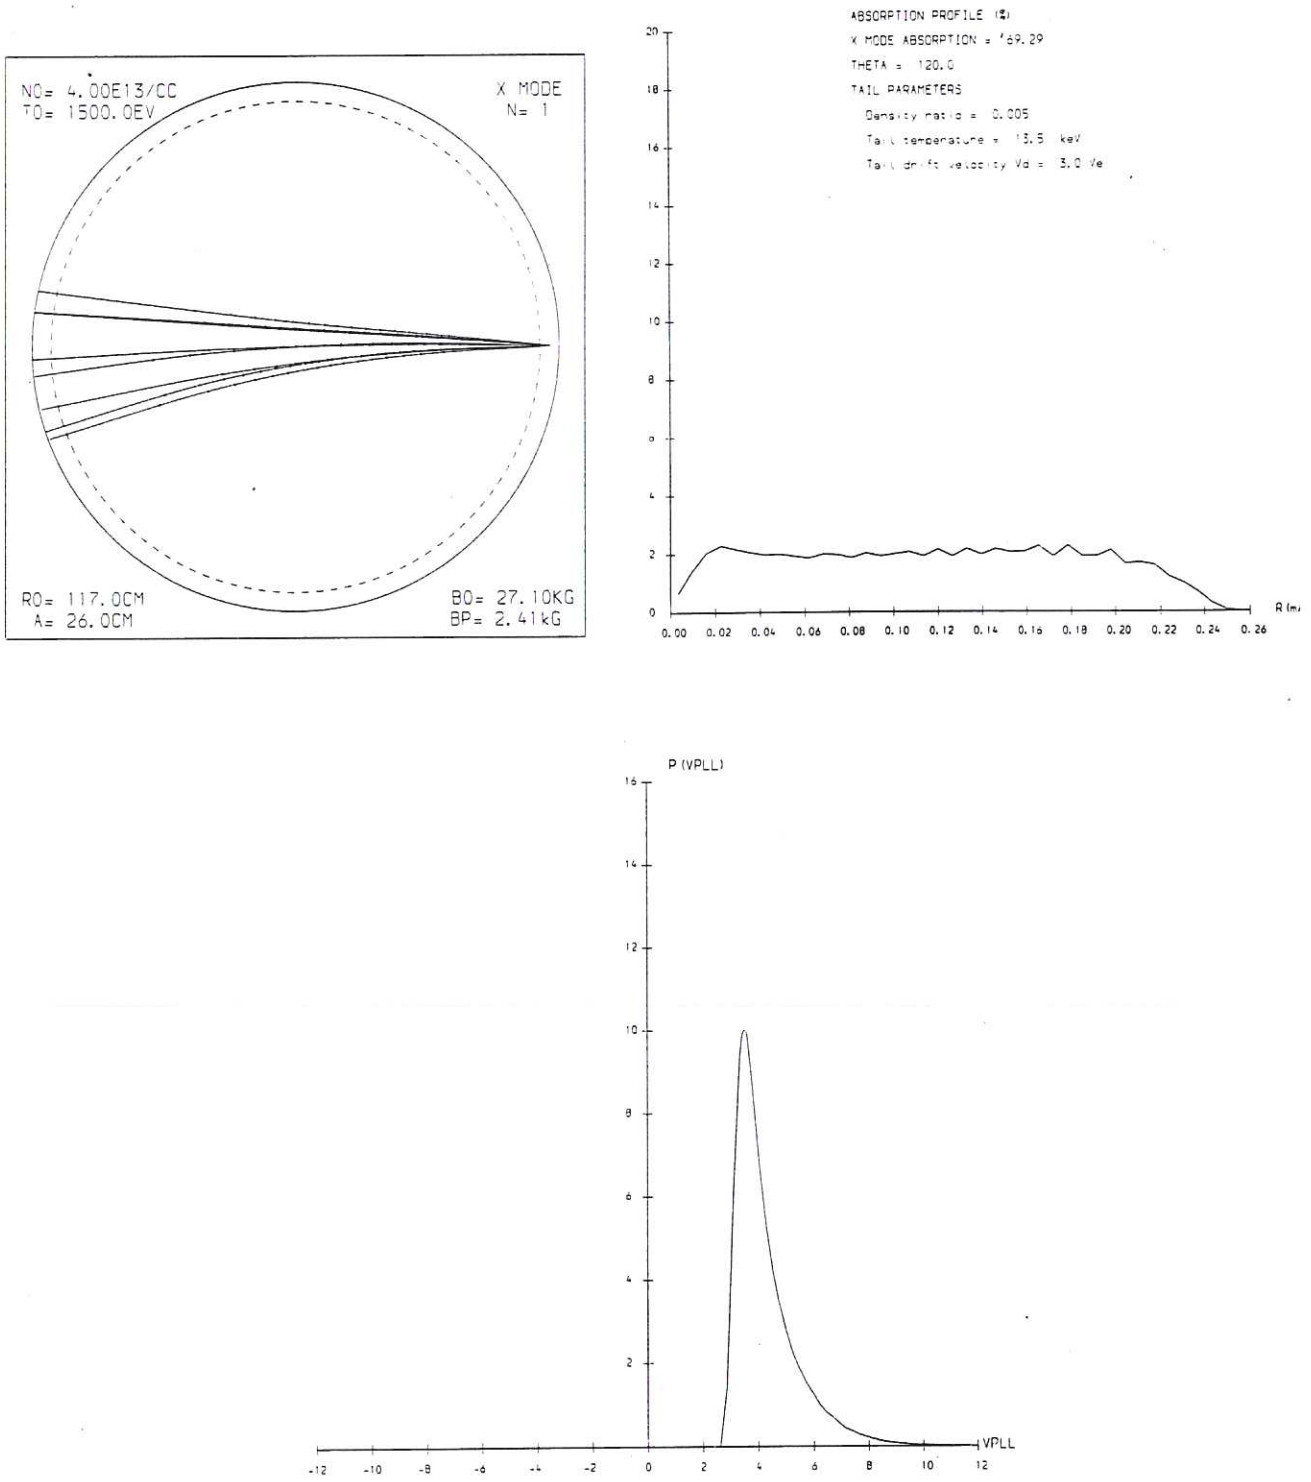 N0= 4.00E13/CC
T0= 1500.0EV
X MODE
N= 1
R0= 117.0CM
A= 26.0CM
B0= 27.10KG
BP= 2.41kG
ABSORPTION PROFILE (%)
X MODE ABSORPTION = 69.29
THETA = 120.0
TAIL PARAMETERS
Density ratio = 0.005
Tail temperature = 13.5 keV
Tail drift velocity Vd = 3.0 Ve
20
18
16
14
12
10
8
6
4
2
0
0.00 0.02 0.04 0.06 0.08 0.10 0.12 0.14 0.16 0.18 0.20 0.22 0.24 0.26
R (m)
P (VPLL)
16
14
12
10
8
6
4
2
VPLL
-12 -10 -8 -6 -4 -2 0 2 4 6 8 10 12